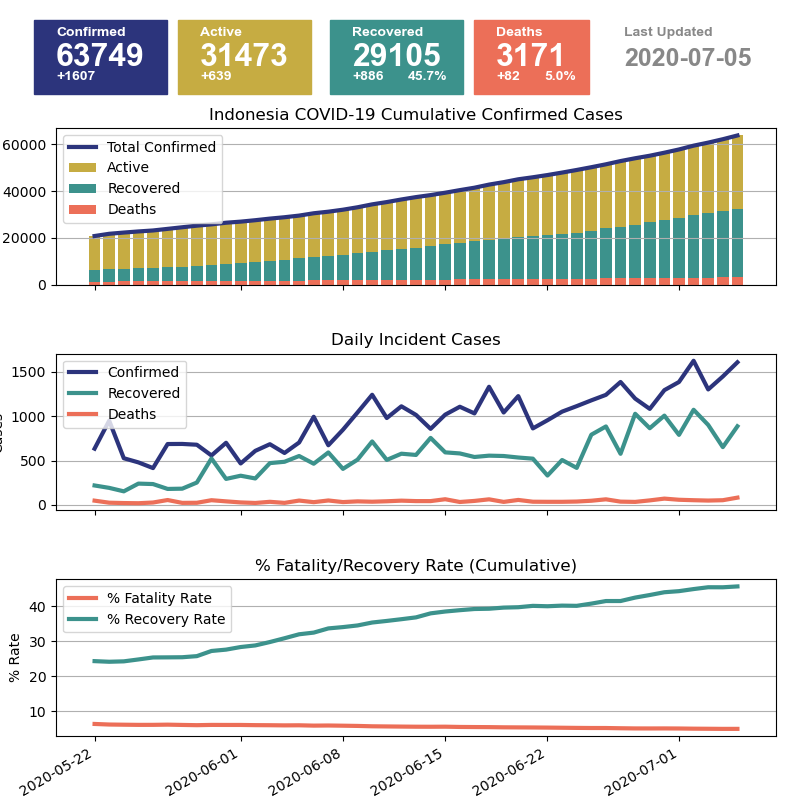 Confirmed
63749
+1607
Active
31473
+639
Recovered
29105
+886 45.7%
Deaths
3171
+82 5.0%
Last Updated
2020-07-05
Indonesia COVID-19 Cumulative Confirmed Cases
60000
40000
20000
0
Total Confirmed
Active
Recovered
Deaths
Daily Incident Cases
1500
1000
500
0
Cases
Confirmed
Recovered
Deaths
% Fatality/Recovery Rate (Cumulative)
40
30
20
10
% Rate
% Fatality Rate
% Recovery Rate
2020-05-22
2020-06-01
2020-06-08
2020-06-15
2020-06-22
2020-07-01